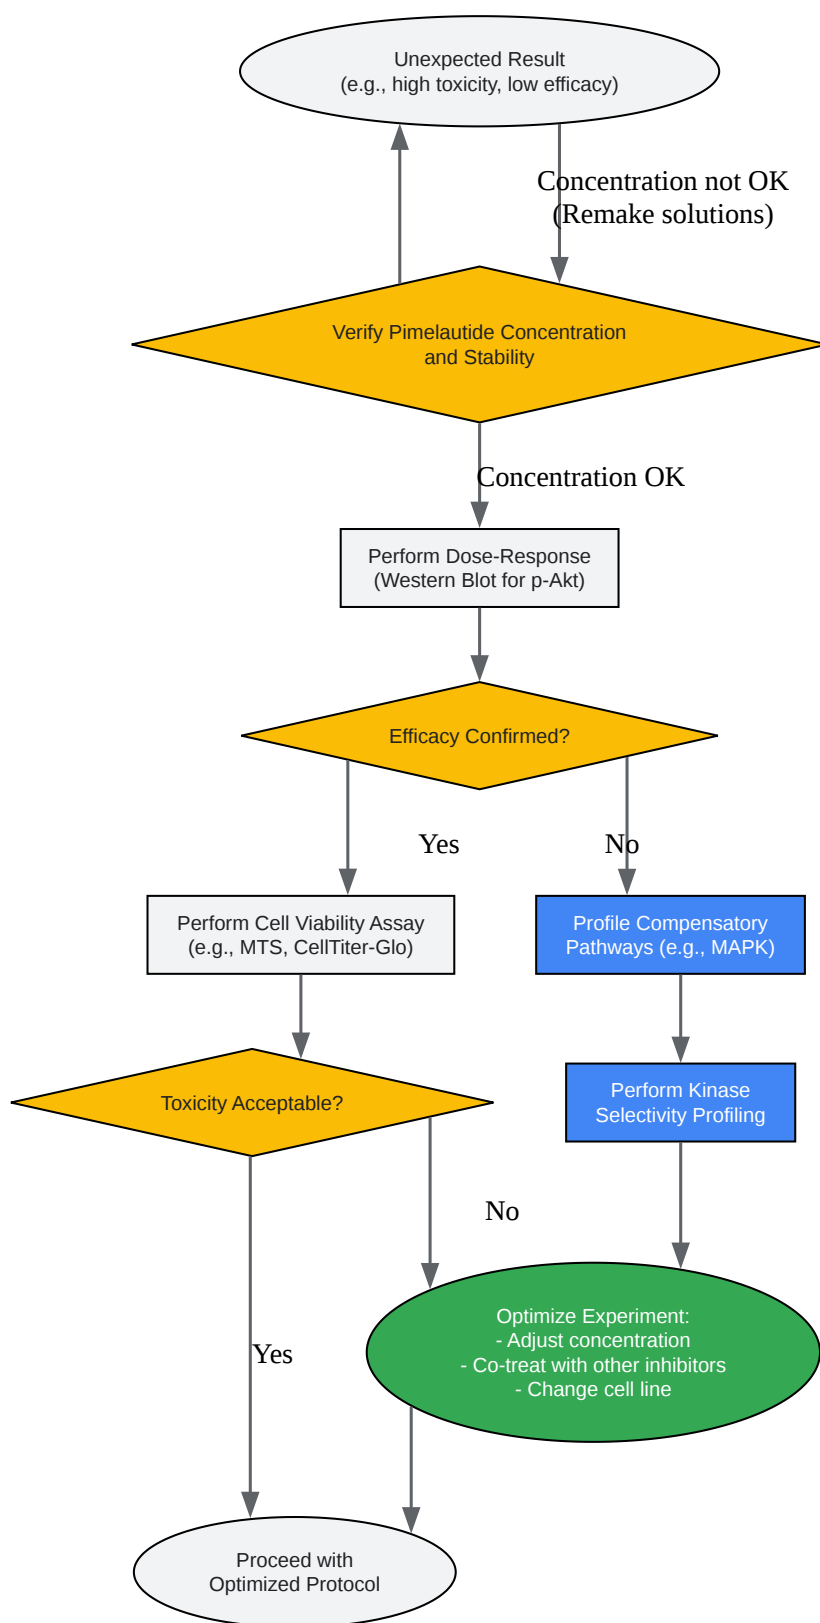 Unexpected Result
(e.g., high toxicity, low efficacy)
Concentration not OK
(Remake solutions)
Verify Pimelautide Concentration
and Stability
Concentration OK
Perform Dose-Response
(Western Blot for p-Akt)
Efficacy Confirmed?
Yes
No
Perform Cell Viability Assay
(e.g., MTS, CellTiter-Glo)
Profile Compensatory
Pathways (e.g., MAPK)
Toxicity Acceptable?
Perform Kinase
Selectivity Profiling
No
Yes
Optimize Experiment:
- Adjust concentration
- Co-treat with other inhibitors
- Change cell line
Proceed with
Optimized Protocol